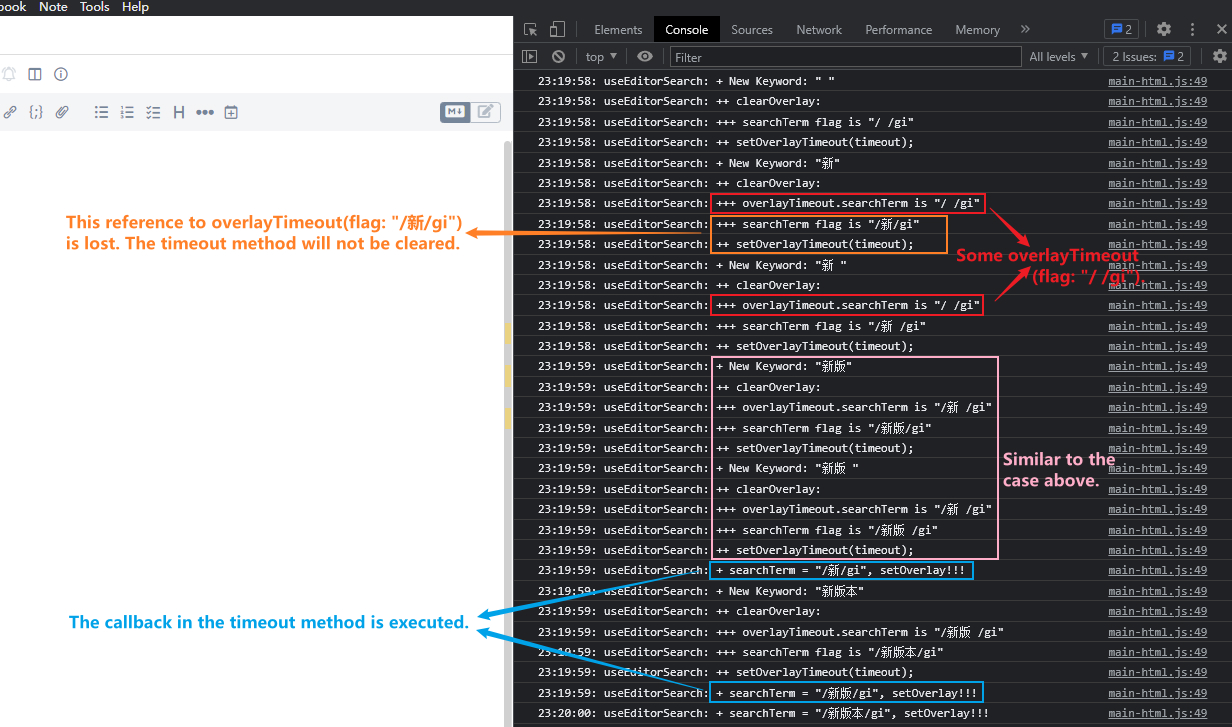 ook Note Tools Help
Elements Console Sources Network Performance Memory » 2
top Filter All levels 2 Issues: 2
23:19:58: useEditorSearch: + New Keyword: " " main-html.js:49
23:19:58: useEditorSearch: ++ clearOverlay: main-html.js:49
23:19:58: useEditorSearch: +++ searchTerm flag is "/ /gi" main-html.js:49
23:19:58: useEditorSearch: ++ setOverlayTimeout(timeout); main-html.js:49
23:19:58: useEditorSearch: + New Keyword: "新" main-html.js:49
23:19:58: useEditorSearch: ++ clearOverlay: main-html.js:49
23:19:58: useEditorSearch: +++ overlayTimeout.searchTerm is "/ /gi" main-html.js:49
23:19:58: useEditorSearch: +++ searchTerm flag is "/新/gi" main-html.js:49
23:19:58: useEditorSearch: ++ setOverlayTimeout(timeout); main-html.js:49
23:19:58: useEditorSearch: + New Keyword: "新 " main-html.js:49
23:19:58: useEditorSearch: ++ clearOverlay: main-html.js:49
23:19:58: useEditorSearch: +++ overlayTimeout.searchTerm is "/ /gi" main-html.js:49
23:19:58: useEditorSearch: +++ searchTerm flag is "/新 /gi" main-html.js:49
23:19:58: useEditorSearch: ++ setOverlayTimeout(timeout); main-html.js:49
23:19:59: useEditorSearch: + New Keyword: "新版" main-html.js:49
23:19:59: useEditorSearch: ++ clearOverlay: main-html.js:49
23:19:59: useEditorSearch: +++ overlayTimeout.searchTerm is "/新 /gi" main-html.js:49
23:19:59: useEditorSearch: +++ searchTerm flag is "/新版/gi" main-html.js:49
23:19:59: useEditorSearch: ++ setOverlayTimeout(timeout); main-html.js:49
23:19:59: useEditorSearch: + New Keyword: "新版 " main-html.js:49
23:19:59: useEditorSearch: ++ clearOverlay: main-html.js:49
23:19:59: useEditorSearch: +++ overlayTimeout.searchTerm is "/新 /gi" main-html.js:49
23:19:59: useEditorSearch: +++ searchTerm flag is "/新版 /gi" main-html.js:49
23:19:59: useEditorSearch: ++ setOverlayTimeout(timeout); main-html.js:49
23:19:59: useEditorSearch: + searchTerm = "/新/gi", setOverlay!!! main-html.js:49
23:19:59: useEditorSearch: + New Keyword: "新版本" main-html.js:49
23:19:59: useEditorSearch: ++ clearOverlay: main-html.js:49
23:19:59: useEditorSearch: +++ overlayTimeout.searchTerm is "/新版 /gi" main-html.js:49
23:19:59: useEditorSearch: +++ searchTerm flag is "/新版本/gi" main-html.js:49
23:19:59: useEditorSearch: ++ setOverlayTimeout(timeout); main-html.js:49
23:19:59: useEditorSearch: + searchTerm = "/新版/gi", setOverlay!!! main-html.js:49
23:20:00: useEditorSearch: + searchTerm = "/新版本/gi", setOverlay!!! main-html.js:49
This reference to overlayTimeout(flag: "/新/gi")
is lost. The timeout method will not be cleared.
Some overlayTimeout
(flag: "/ /gi").
Similar to the
case above.
The callback in the timeout method is executed.